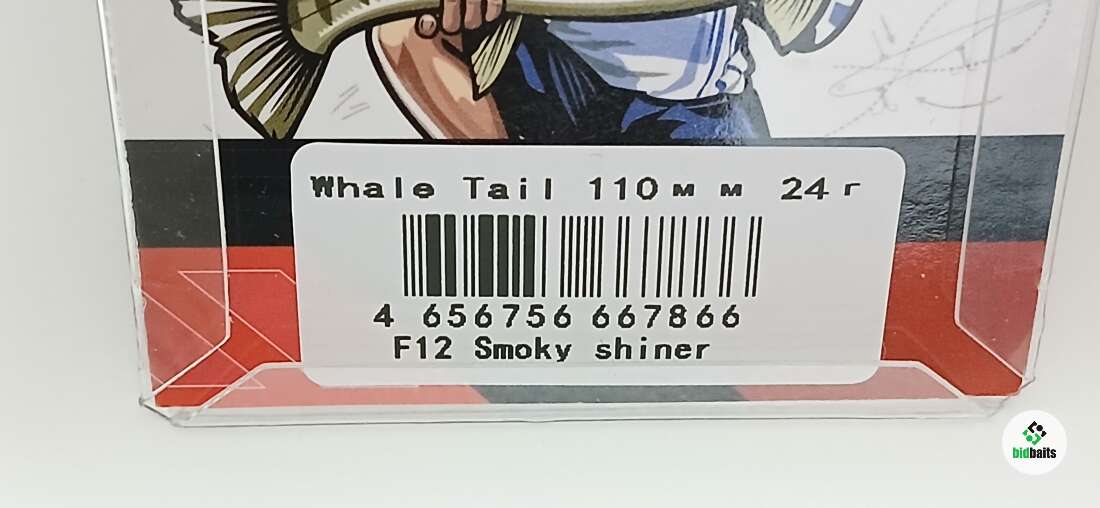 Whale Tail 110мм 24г
4 656756 667866
F12 Smoky shiner
bidbaits